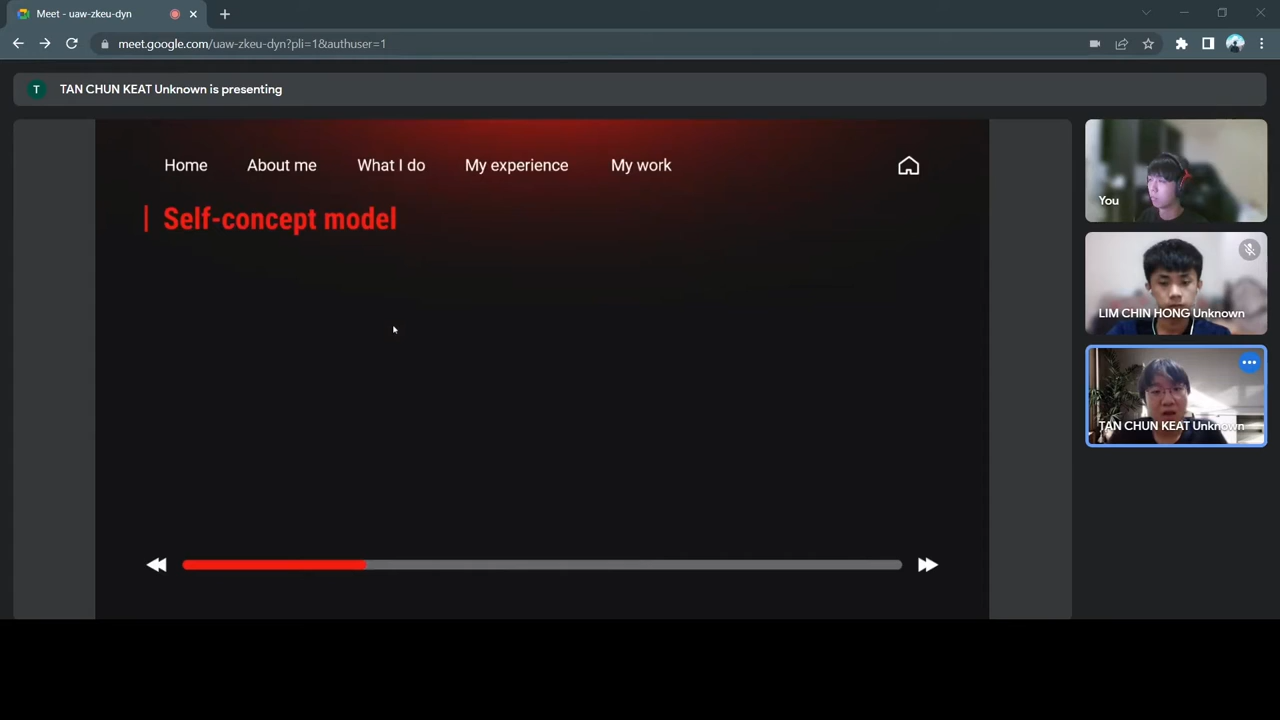 Meet - uaw-zkeu-dyn
meet.google.com/uaw-zkeu-dyn?pli=1&authuser=1
T
TAN CHUN KEAT Unknown is presenting
Home About me What I do My experience My work
Self-concept model
You
LIM CHIN HONG Unknown
TAN CHUN KEAT Unknown